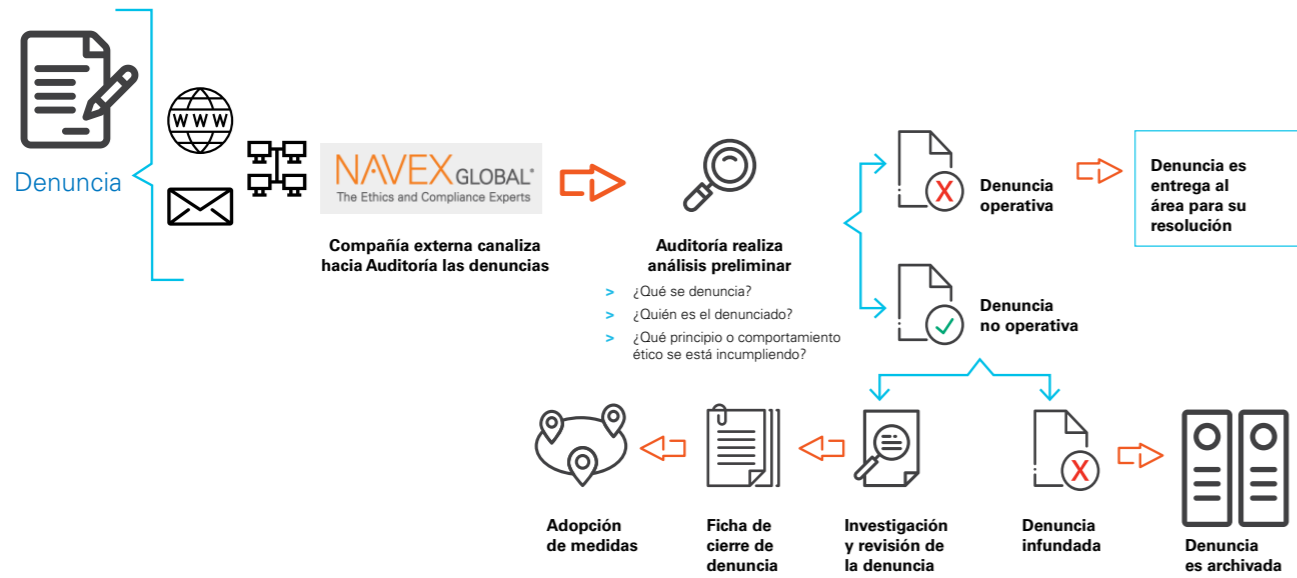 Denuncia
WWW
NAVEX GLOBAL®
The Ethics and Compliance Experts
Compañía externa canaliza
hacia Auditoría las denuncias
Auditoría realiza
análisis preliminar
> ¿Qué se denuncia?
> ¿Quién es el denunciado?
> ¿Qué principio o comportamiento
ético se está incumpliendo?
X
Denuncia
operativa
Denuncia es
entrega al
área para su
resolución
Denuncia
no operativa
Adopción
de medidas
Ficha de
cierre de
denuncia
Investigación
y revisión de
la denuncia
X
Denuncia
infundada
Denuncia
es archivada